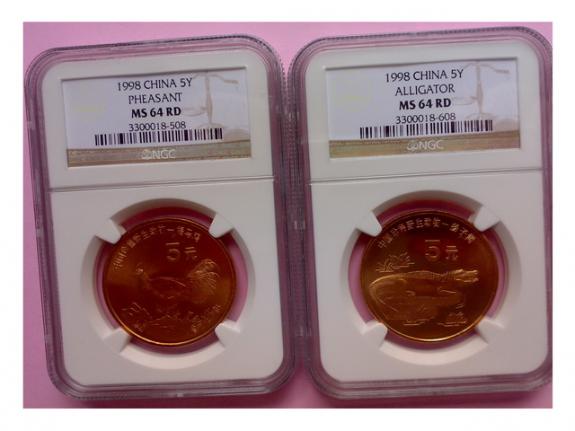 1998 CHINA 5Y
PHEASANT
MS 64 RD
3300018-508
NGC
5元
1998 CHINA 5Y
ALLIGATOR
MS 64 RD
3300018-608
NGC
5元